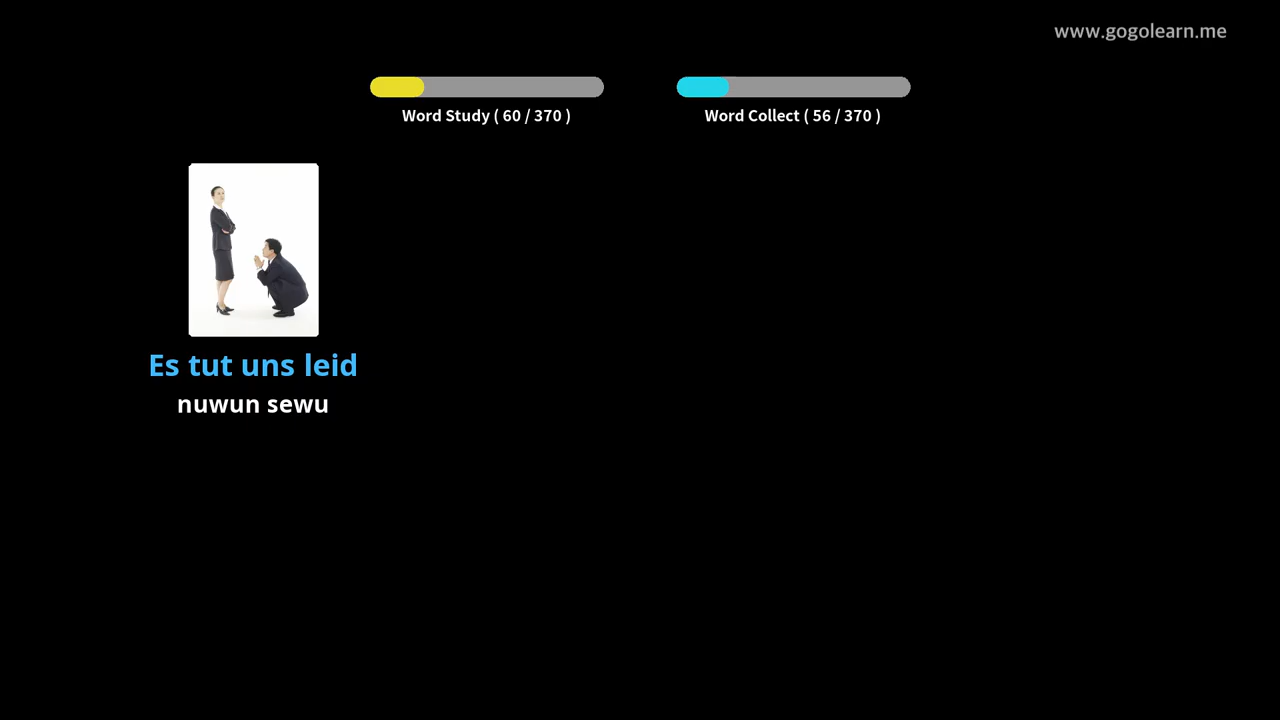 www.gogolearn.me
Word Study ( 60 / 370 )
Word Collect ( 56 / 370 )
Es tut uns leid
nuwun sewu